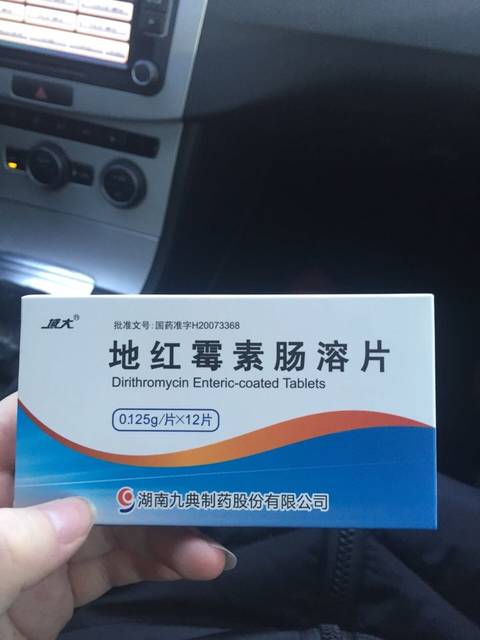 批准文号:国药准字H20073368
地红霉素肠溶片
Dirithromycin Enteric-coated Tablets
0.125g/片×12片
湖南九典制药股份有限公司